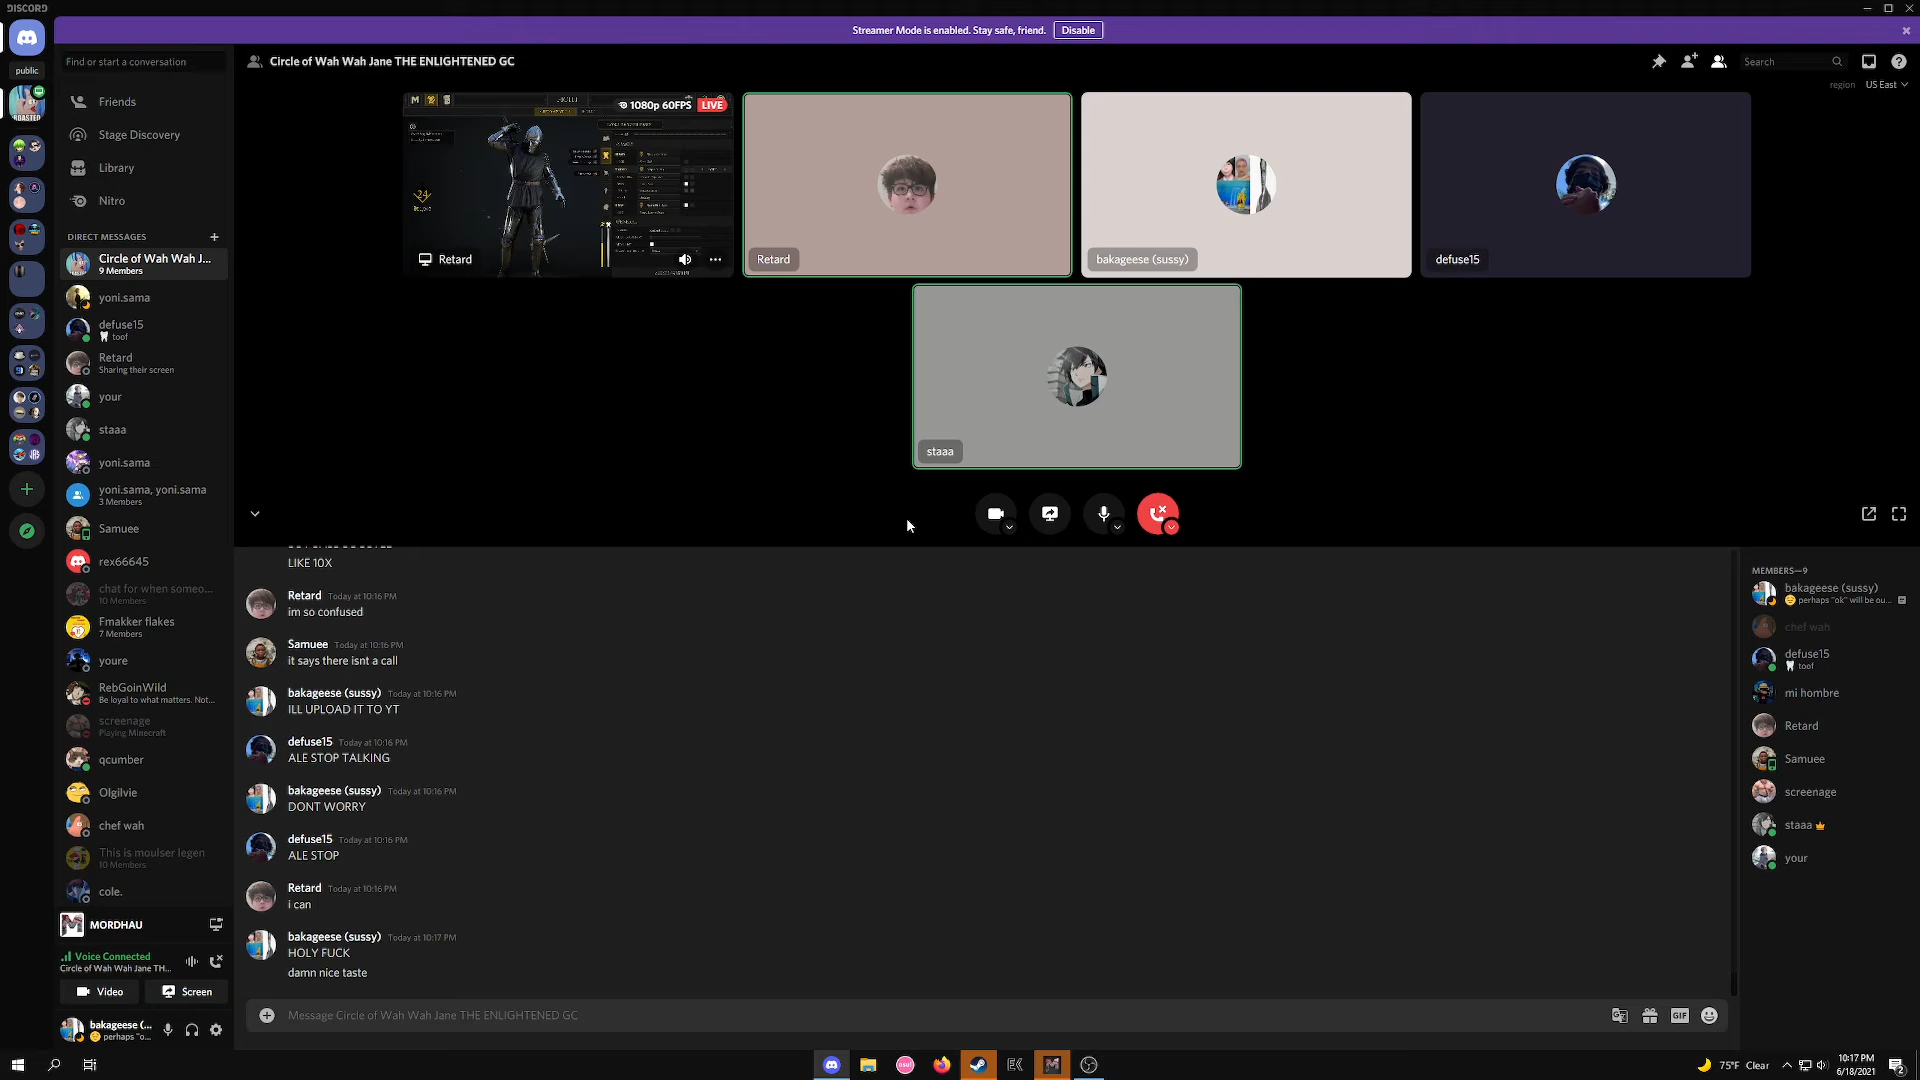 DISCORD
Streamer Mode is enabled. Stay safe, friend.
Disable
public
Find or start a conversation
Circle of Wah Wah Jane THE ENLIGHTENED GC
Search
region US East
Friends
Stage Discovery
Library
Nitro
DIRECT MESSAGES
Circle of Wah Wah J...
9 Members
yoni.sama
defuse15
toof
Retard
Sharing their screen
your
staaa
yoni.sama
yoni.sama, yoni.sama
3 Members
Samuee
rex66645
chat for when someo...
10 Members
Fmakker flakes
7 Members
youre
RebGoinWild
Be loyal to what matters. Not...
screenage
Playing Minecraft
qcumber
Olgilvie
chef wah
This is moulser legen
10 Members
cole.
MORDHAU
Voice Connected
Circle of Wah Wah Jane TH...
Video
Screen
bakageese (...
perhaps "o...
1080p 60FPS LIVE
24
Retard
Retard
bakageese (sussy)
defuse15
staaa
LIKE 10X
Retard Today at 10:16 PM
im so confused
Samuee Today at 10:16 PM
it says there isnt a call
bakageese (sussy) Today at 10:16 PM
ILL UPLOAD IT TO YT
defuse15 Today at 10:16 PM
ALE STOP TALKING
bakageese (sussy) Today at 10:16 PM
DONT WORRY
defuse15 Today at 10:16 PM
ALE STOP
Retard Today at 10:16 PM
i can
bakageese (sussy) Today at 10:17 PM
HOLY FUCK
damn nice taste
Message Circle of Wah Wah Jane THE ENLIGHTENED GC
GIF
MEMBERS—9
bakageese (sussy)
perhaps "ok" will be ou...
chef wah
defuse15
toof
mi hombre
Retard
Samuee
screenage
staaa
your
osu!
75°F Clear
10:17 PM
6/18/2021
2